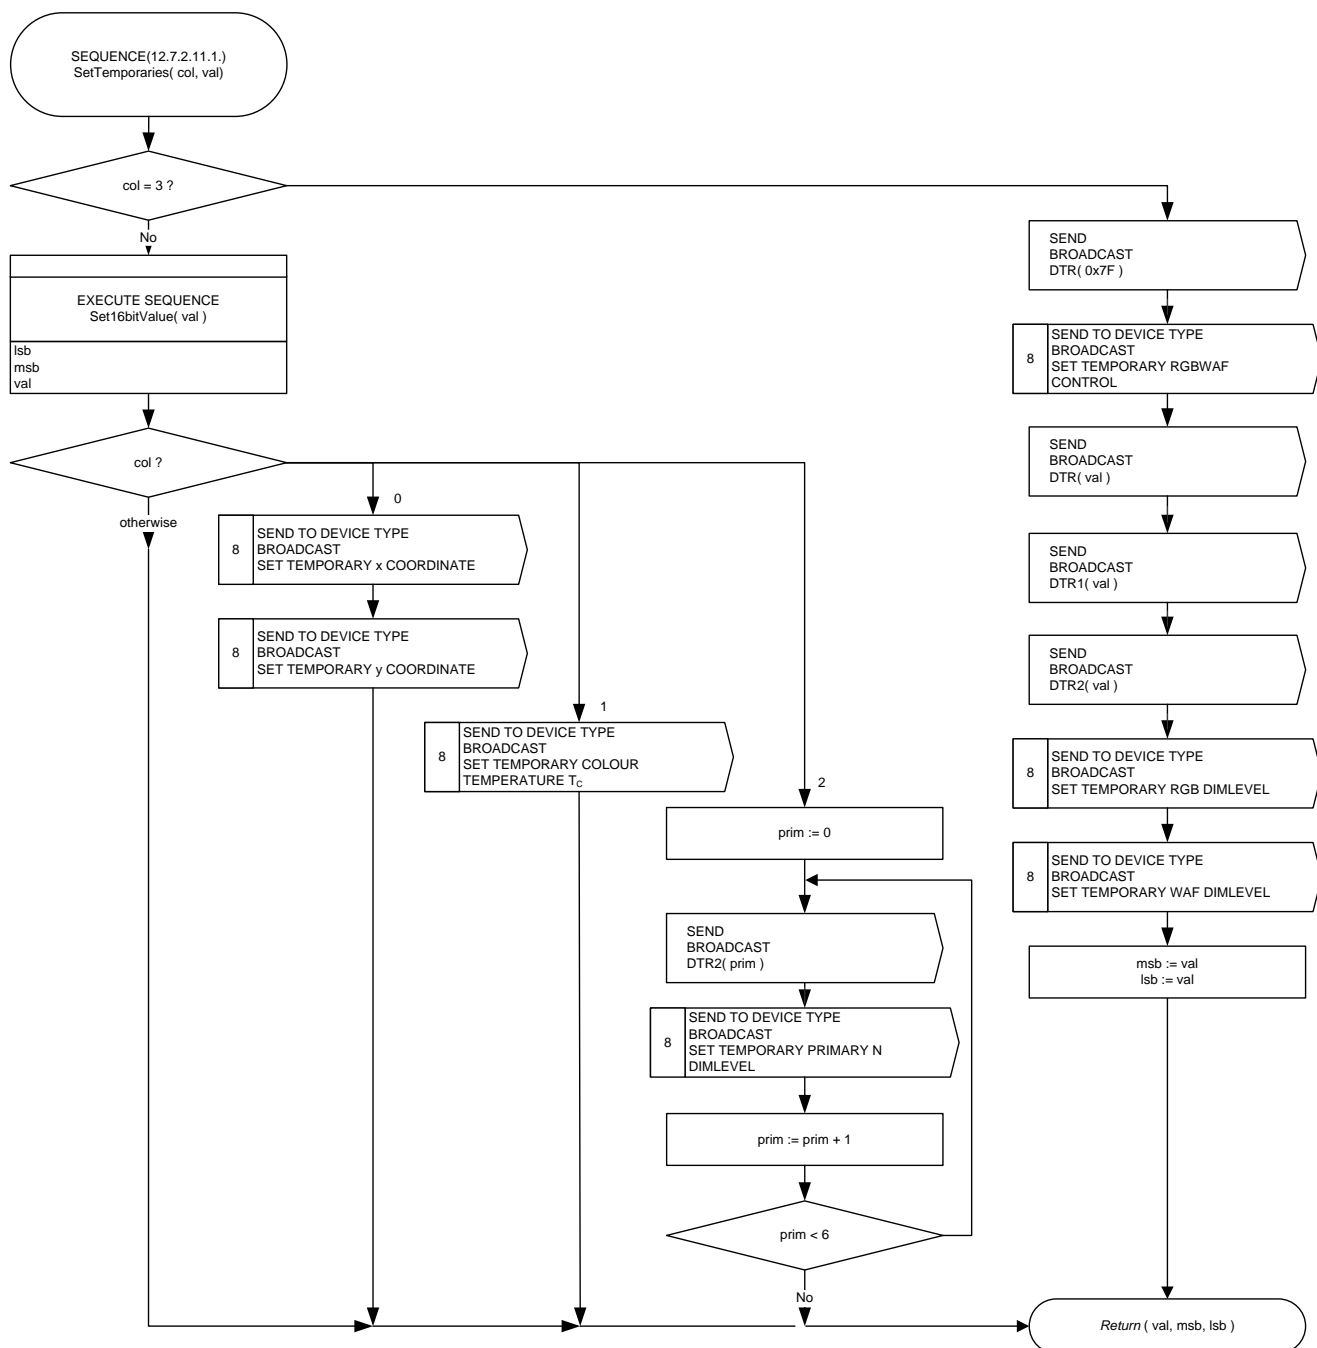 SEQUENCE(12.7.2.11.1.)
SetTemporaries( col, val)
col = 3 ?
No
EXECUTE SEQUENCE
Set16bitValue( val )
lsb
msb
val
col ?
otherwise
0
8
SEND TO DEVICE TYPE
BROADCAST
SET TEMPORARY x COORDINATE
8
SEND TO DEVICE TYPE
BROADCAST
SET TEMPORARY y COORDINATE
1
8
SEND TO DEVICE TYPE
BROADCAST
SET TEMPORARY COLOUR
TEMPERATURE Tc
2
prim := 0
SEND
BROADCAST
DTR2( prim )
8
SEND TO DEVICE TYPE
BROADCAST
SET TEMPORARY PRIMARY N
DIMLEVEL
prim := prim + 1
prim < 6
No
SEND
BROADCAST
DTR( 0x7F )
8
SEND TO DEVICE TYPE
BROADCAST
SET TEMPORARY RGBWAF
CONTROL
SEND
BROADCAST
DTR( val )
SEND
BROADCAST
DTR1( val )
SEND
BROADCAST
DTR2( val )
8
SEND TO DEVICE TYPE
BROADCAST
SET TEMPORARY RGB DIMLEVEL
8
SEND TO DEVICE TYPE
BROADCAST
SET TEMPORARY WAF DIMLEVEL
msb := val
lsb := val
Return ( val, msb, lsb )